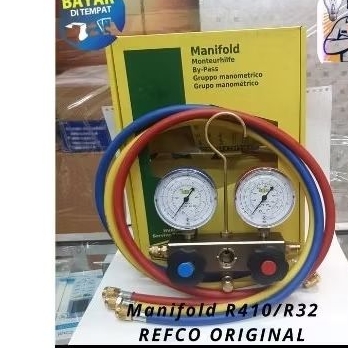 BAYAR
DI TEMPAT
Manifold
Monteurhilfe
By-Pass
Gruppo manometrico
Grupo manométrico
Manifold R410/R32
REFCO ORIGINAL